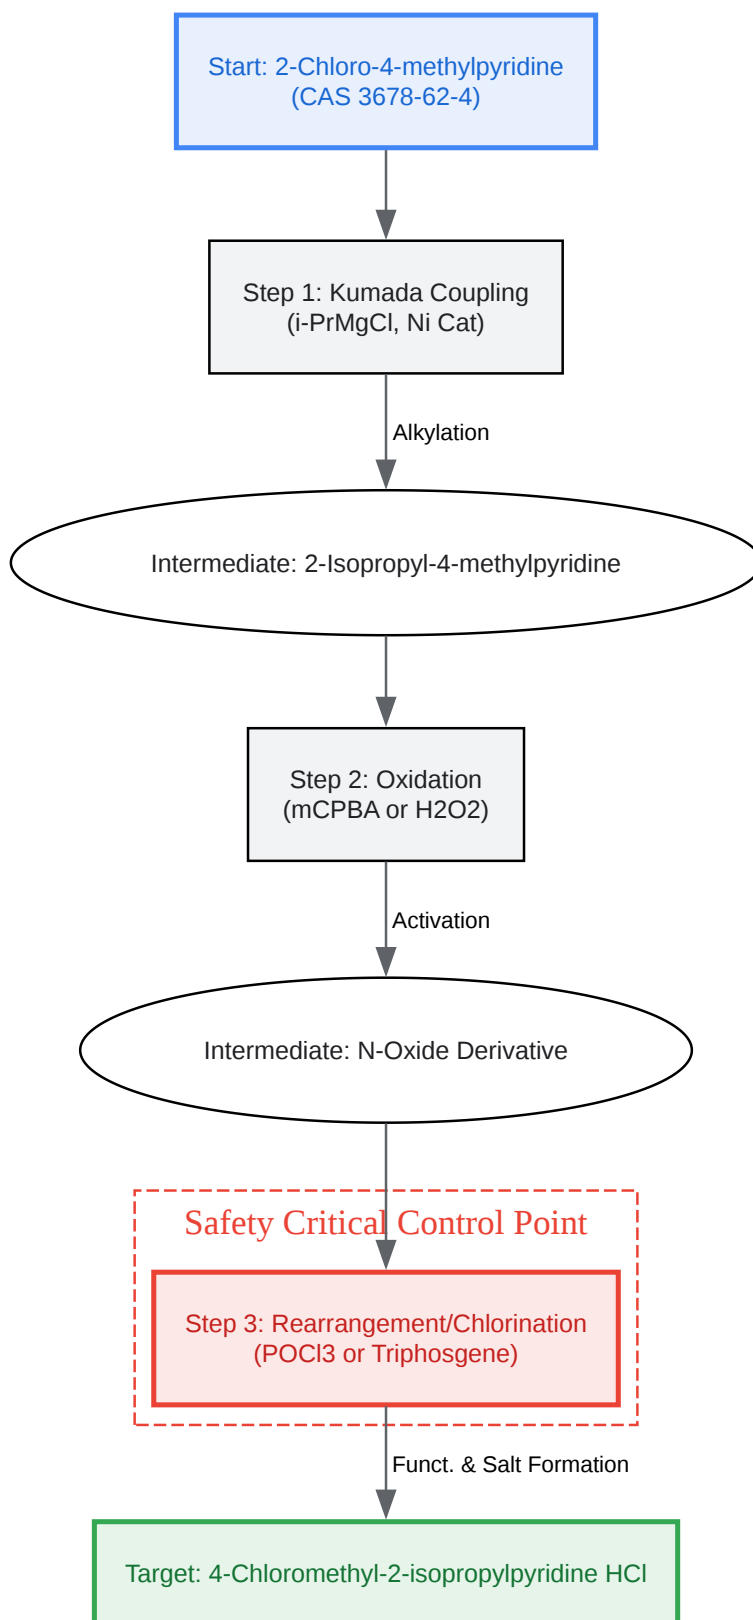 Start: 2-Chloro-4-methylpyridine
(CAS 3678-62-4)
Step 1: Kumada Coupling
(i-PrMgCl, Ni Cat)
Alkylation
Intermediate: 2-Isopropyl-4-methylpyridine
Step 2: Oxidation
(mCPBA or H2O2)
Activation
Intermediate: N-Oxide Derivative
Safety Critical Control Point
Step 3: Rearrangement/Chlorination
(POCl3 or Triphosgene)
Funct. & Salt Formation
Target: 4-Chloromethyl-2-isopropylpyridine HCl